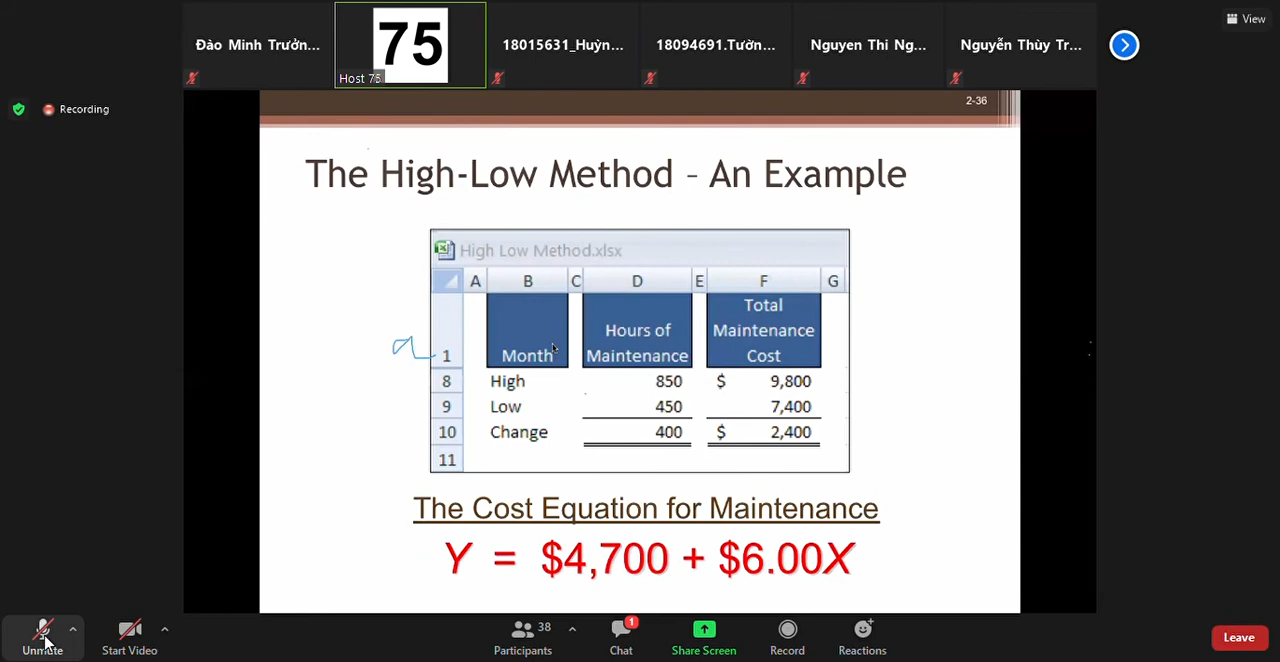 View
Đào Minh Trưởn...
75
Host 75
18015631_Huỳn...
18094691.Tườn...
Nguyen Thi Ng...
Nguyễn Thùy Tr...
Recording
2-36
The High-Low Method – An Example
High Low Method.xlsx
A B C D E F G
1 Month Hours of Maintenance Total Maintenance Cost
8 High 850 $ 9,800
9 Low 450 7,400
10 Change 400 $ 2,400
11
The Cost Equation for Maintenance
Y = $4,700 + $6.00X
Unmute
Start Video
38
Participants
1
Chat
Share Screen
Record
Reactions
Leave